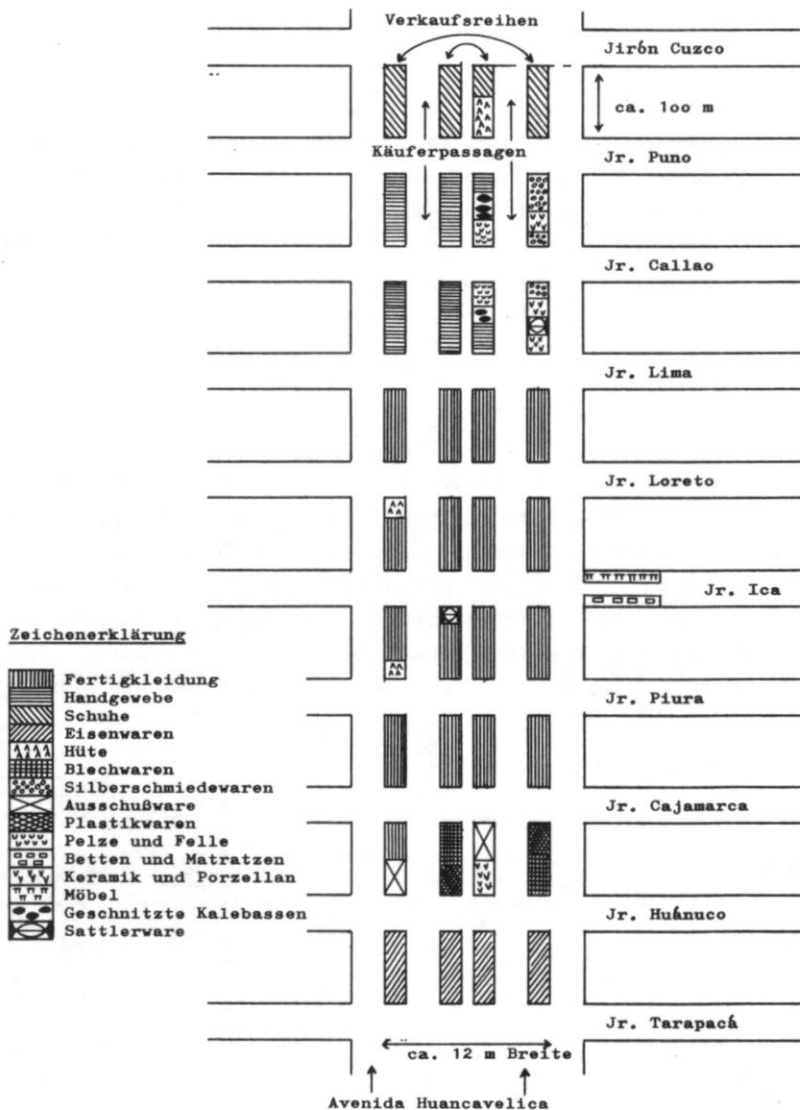 Verkaufsreihen
Jirón Cuzco
ca. 1oo m
Käuferpassagen
Jr. Puno
Jr. Callao
Jr. Lima
Jr. Loreto
Jr. Ica
Zeichenerklärung
Fertigkleidung
Handgewebe
Schuhe
Eisenwaren
Hüte
Blechwaren
Silberschmiedewaren
Ausschußware
Plastikwaren
Pelze und Felle
Betten und Matratzen
Keramik und Porzellan
Möbel
Geschnitzte Kalebassen
Sattlerware
Jr. Piura
Jr. Cajamarca
Jr. Huánuco
Jr. Tarapacá
ca. 12 m Breite
Avenida Huancavelica